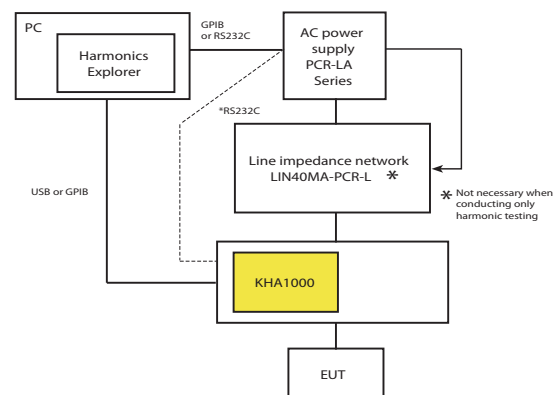 PC
Harmonics
Explorer
GPIB
or RS232C
AC power
supply
PCR-LA
Series
*RS232C
Line impedance network
LIN40MA-PCR-L *
USB or GPIB
* Not necessary when
conducting only
harmonic testing
KHA1000
EUT